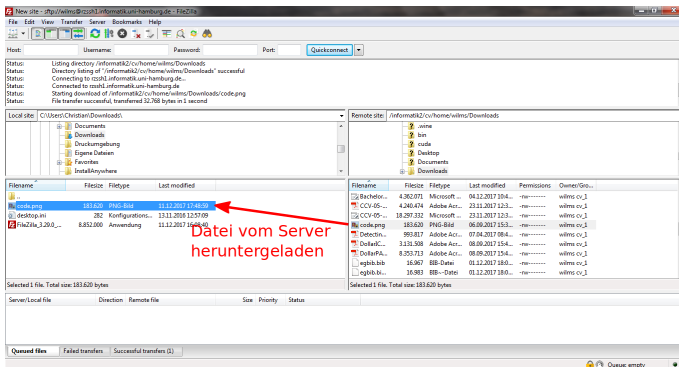 New site - sftp://wilms@rzssh1.informatik.uni-hamburg.de - FileZilla
File Edit View Transfer Server Bookmarks Help
Host: Username: Password: Port: Quickconnect
Status: Listing directory /informatik2/cv/home/wilms/Downloads
Status: Directory listing of "/informatik2/cv/home/wilms/Downloads" successful
Status: Connecting to rzssh1.informatik.uni-hamburg.de...
Status: Connected to rzssh1.informatik.uni-hamburg.de
Status: Starting download of /informatik2/cv/home/wilms/Downloads/code.png
Status: File transfer successful, transferred 32.768 bytes in 1 second
Local site: C:\Users\Christian\Downloads\
Documents
Downloads
Druckumgebung
Eigene Dateien
Favorites
InstallAnywhere
Filename Filesize Filetype Last modified
..
code.png 183.620 PNG-Bild 11.12.2017 17:48:59
desktop.ini 282 Konfigurations... 13.11.2016 12:57:09
FileZilla_3.29.0_... 8.852.000 Anwendung 11.12.2017 16:08:40
Selected 1 file. Total size: 183.620 bytes
Remote site: /informatik2/cv/home/wilms/Downloads
.wine
bin
cuda
Desktop
Documents
Downloads
Filename Filesize Filetype Last modified Permissions Owner/Gro...
Bachelor... 4.362.071 Microsoft ... 04.12.2017 10:4... -rw------- wilms cv_1
CCV-05-... 4.240.474 Adobe Acr... 23.11.2017 12:3... -rw------- wilms cv_1
CCV-05-... 18.297.332 Microsoft ... 23.11.2017 12:3... -rw------- wilms cv_1
code.png 183.620 PNG-Bild 06.09.2017 15:3... -rw------- wilms cv_1
Detectin... 993.817 Adobe Acr... 07.04.2017 08:4... -rw------- wilms cv_1
DollarIC... 3.131.508 Adobe Acr... 08.09.2017 15:4... -rw------- wilms cv_1
DollarPA... 8.353.713 Adobe Acr... 08.09.2017 15:4... -rw------- wilms cv_1
egbib.bib 16.967 BIB-Datei 01.12.2017 18:0... -rw------- wilms cv_1
egbib.bi... 16.983 BIB~-Datei 01.12.2017 18:0... -rw------- wilms cv_1
Selected 1 file. Total size: 183.620 bytes
Datei vom Server
heruntergeladen
Server/Local file Direction Remote file Size Priority Status
Queued files Failed transfers Successful transfers (1)
Queue: empty